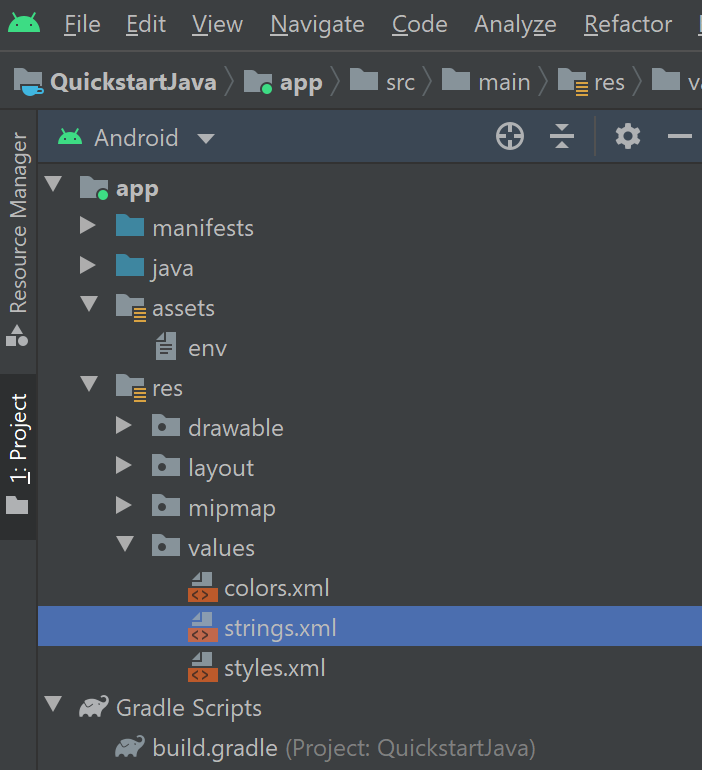 File Edit View Navigate Code Analyze Refactor
QuickstartJava app src main res
Resource Manager
1: Project
Android
app
manifests
java
assets
env
res
drawable
layout
mipmap
values
colors.xml
strings.xml
styles.xml
Gradle Scripts
build.gradle (Project: QuickstartJava)